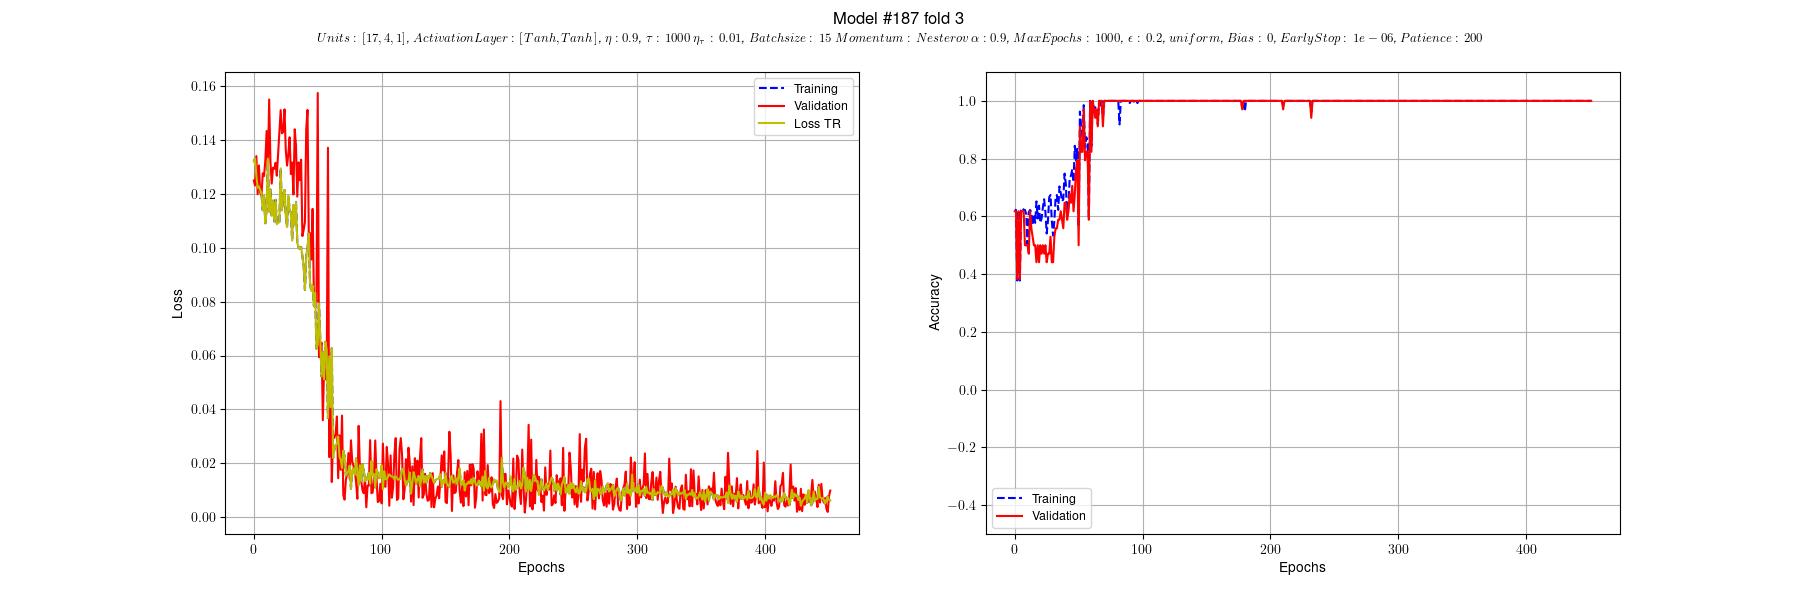 Model #187 fold 3
Units : [17, 4, 1], ActivationLayer : [Tanh, Tanh], η : 0.9, τ : 1000 η_τ : 0.01, Batchsize : 15 Momentum : Nesterov α : 0.9, MaxEpochs : 1000, ϵ : 0.2, uniform, Bias : 0, EarlyStop : 1e − 06, Patience : 200
Loss
0.16
0.14
0.12
0.10
0.08
0.06
0.04
0.02
0.00
Training
Validation
Loss TR
0 100 200 300 400
Epochs
Accuracy
1.0
0.8
0.6
0.4
0.2
0.0
−0.2
−0.4
Training
Validation
0 100 200 300 400
Epochs